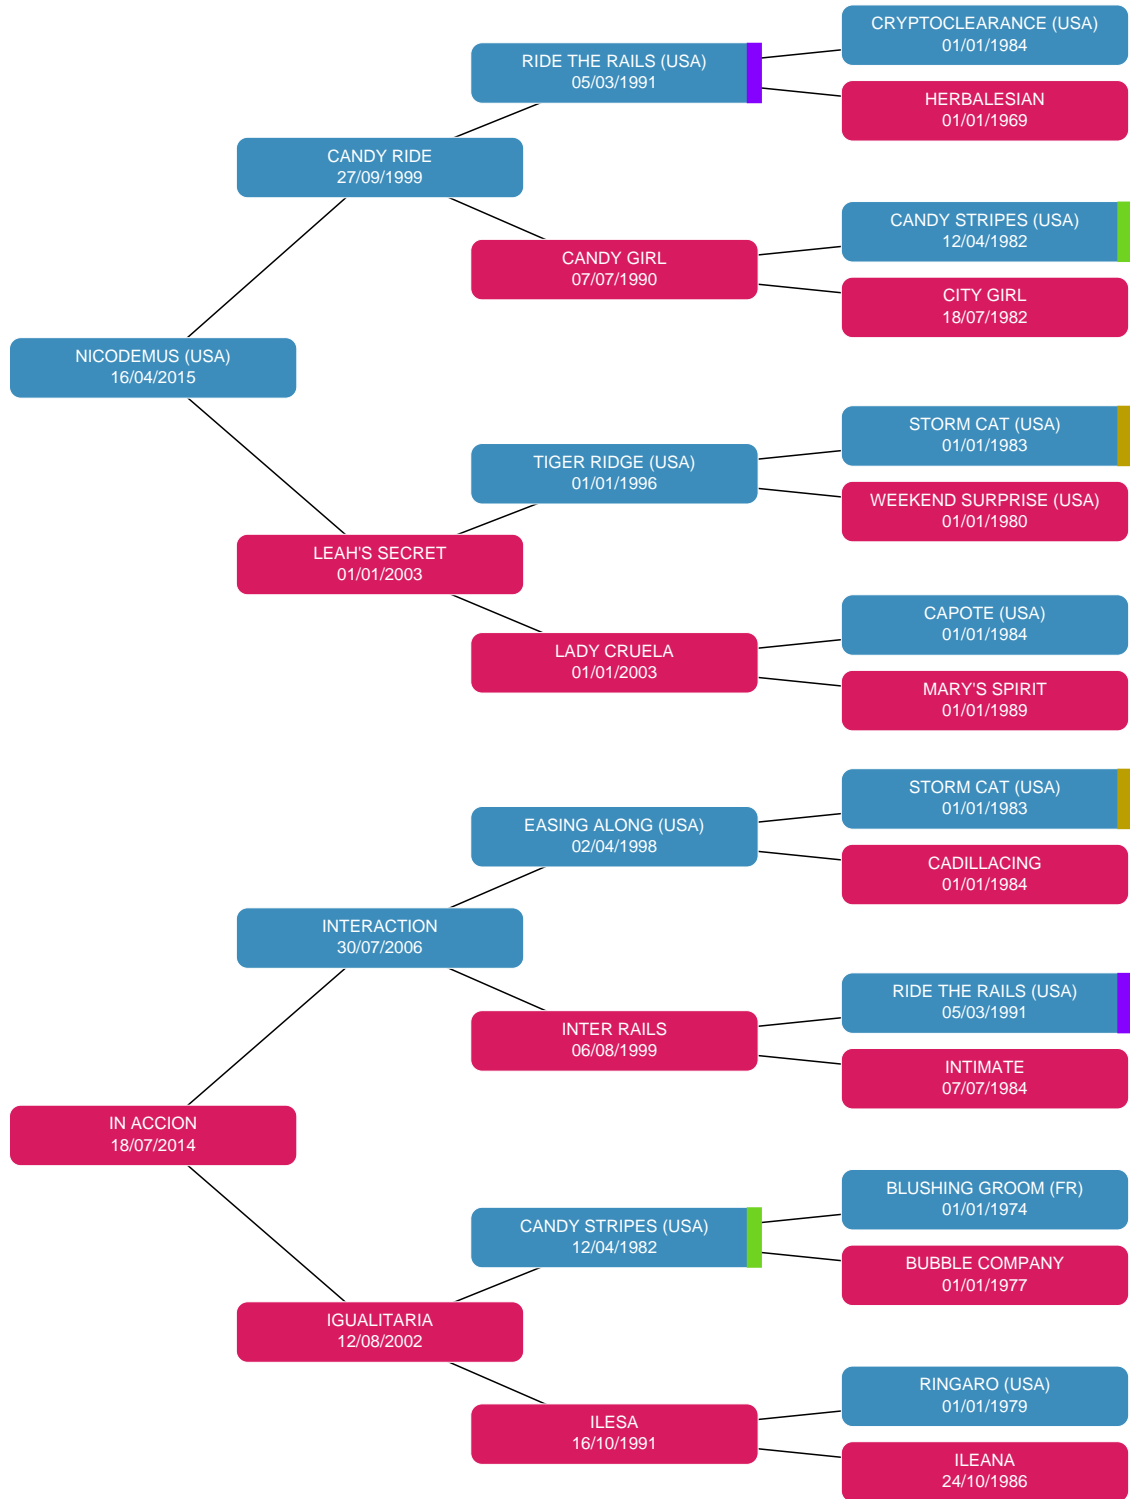 CRYPTOCLEARANCE (USA)
01/01/1984
RIDE THE RAILS (USA)
05/03/1991
HERBALESIAN
01/01/1969
CANDY RIDE
27/09/1999
CANDY STRIPES (USA)
12/04/1982
CANDY GIRL
07/07/1990
CITY GIRL
18/07/1982
NICODEMUS (USA)
16/04/2015
STORM CAT (USA)
01/01/1983
TIGER RIDGE (USA)
01/01/1996
WEEKEND SURPRISE (USA)
01/01/1980
LEAH'S SECRET
01/01/2003
CAPOTE (USA)
01/01/1984
LADY CRUELA
01/01/2003
MARY'S SPIRIT
01/01/1989
STORM CAT (USA)
01/01/1983
EASING ALONG (USA)
02/04/1998
CADILLACING
01/01/1984
INTERACTION
30/07/2006
RIDE THE RAILS (USA)
05/03/1991
INTER RAILS
06/08/1999
INTIMATE
07/07/1984
IN ACCION
18/07/2014
BLUSHING GROOM (FR)
01/01/1974
CANDY STRIPES (USA)
12/04/1982
BUBBLE COMPANY
01/01/1977
IGUALITARIA
12/08/2002
RINGARO (USA)
01/01/1979
ILESA
16/10/1991
ILEANA
24/10/1986